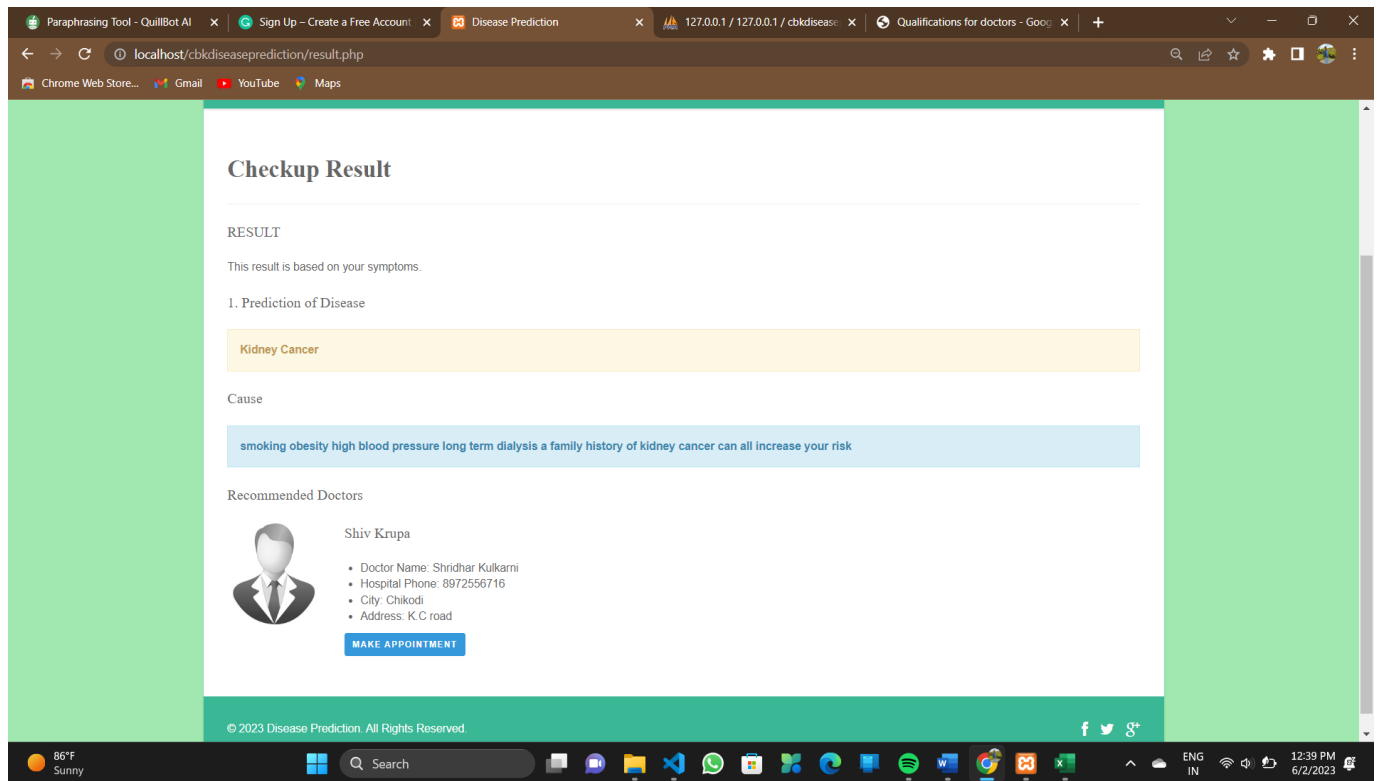 Paraphrasing Tool - QuillBot AI
Sign Up – Create a Free Account
Disease Prediction
127.0.0.1 / 127.0.0.1 / cbkdisease
Qualifications for doctors - Goog
localhost/cbkdiseaseprediction/result.php
Chrome Web Store...
Gmail
YouTube
Maps
Checkup Result
RESULT
This result is based on your symptoms.
1. Prediction of Disease
Kidney Cancer
Cause
smoking obesity high blood pressure long term dialysis a family history of kidney cancer can all increase your risk
Recommended Doctors
Shiv Krupa
• Doctor Name: Shridhar Kulkarni
• Hospital Phone: 8972556716
• City: Chikodi
• Address: K.C road
MAKE APPOINTMENT
© 2023 Disease Prediction. All Rights Reserved.
86°F
Sunny
Search
ENG
IN
12:39 PM
6/2/2023